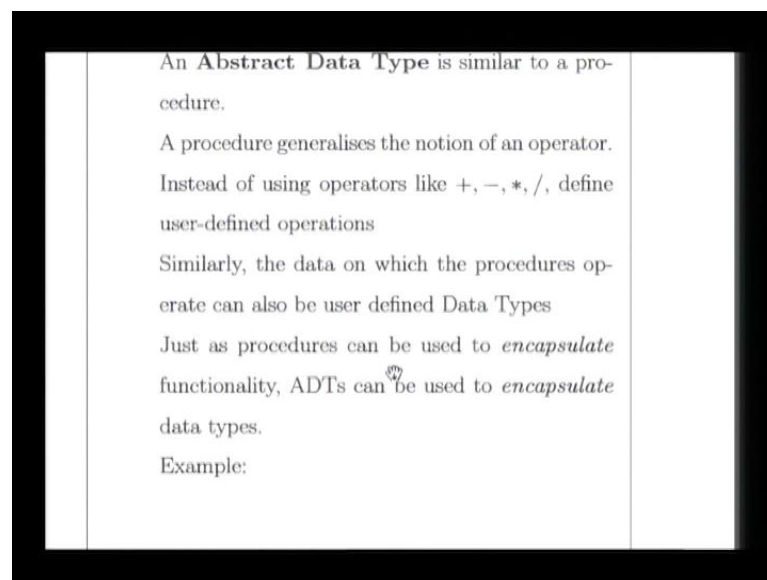 An Abstract Data Type is similar to a pro-
cedure.
A procedure generalises the notion of an operator.
Instead of using operators like +, −, *, /, define
user-defined operations
Similarly, the data on which the procedures op-
erate can also be user defined Data Types
Just as procedures can be used to encapsulate
functionality, ADTs can be used to encapsulate
data types.
Example: